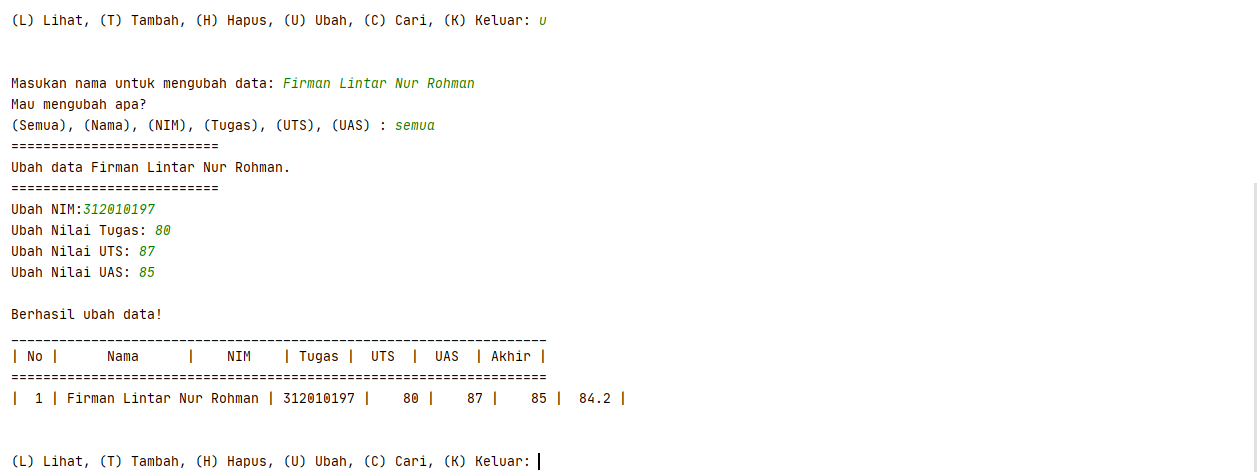 (L) Lihat, (T) Tambah, (H) Hapus, (U) Ubah, (C) Cari, (K) Keluar: u
Masukan nama untuk mengubah data: Firman Lintar Nur Rohman
Mau mengubah apa?
(Semua), (Nama), (NIM), (Tugas), (UTS), (UAS) : semua
==========================
Ubah data Firman Lintar Nur Rohman.
==========================
Ubah NIM:312010197
Ubah Nilai Tugas: 80
Ubah Nilai UTS: 87
Ubah Nilai UAS: 85
Berhasil ubah data!
___________________________________________________________________
| No |      Nama      |    NIM    | Tugas |  UTS  |  UAS  | Akhir |
===================================================================
|  1 | Firman Lintar Nur Rohman | 312010197 |    80 |    87 |    85 |  84.2 |
(L) Lihat, (T) Tambah, (H) Hapus, (U) Ubah, (C) Cari, (K) Keluar: